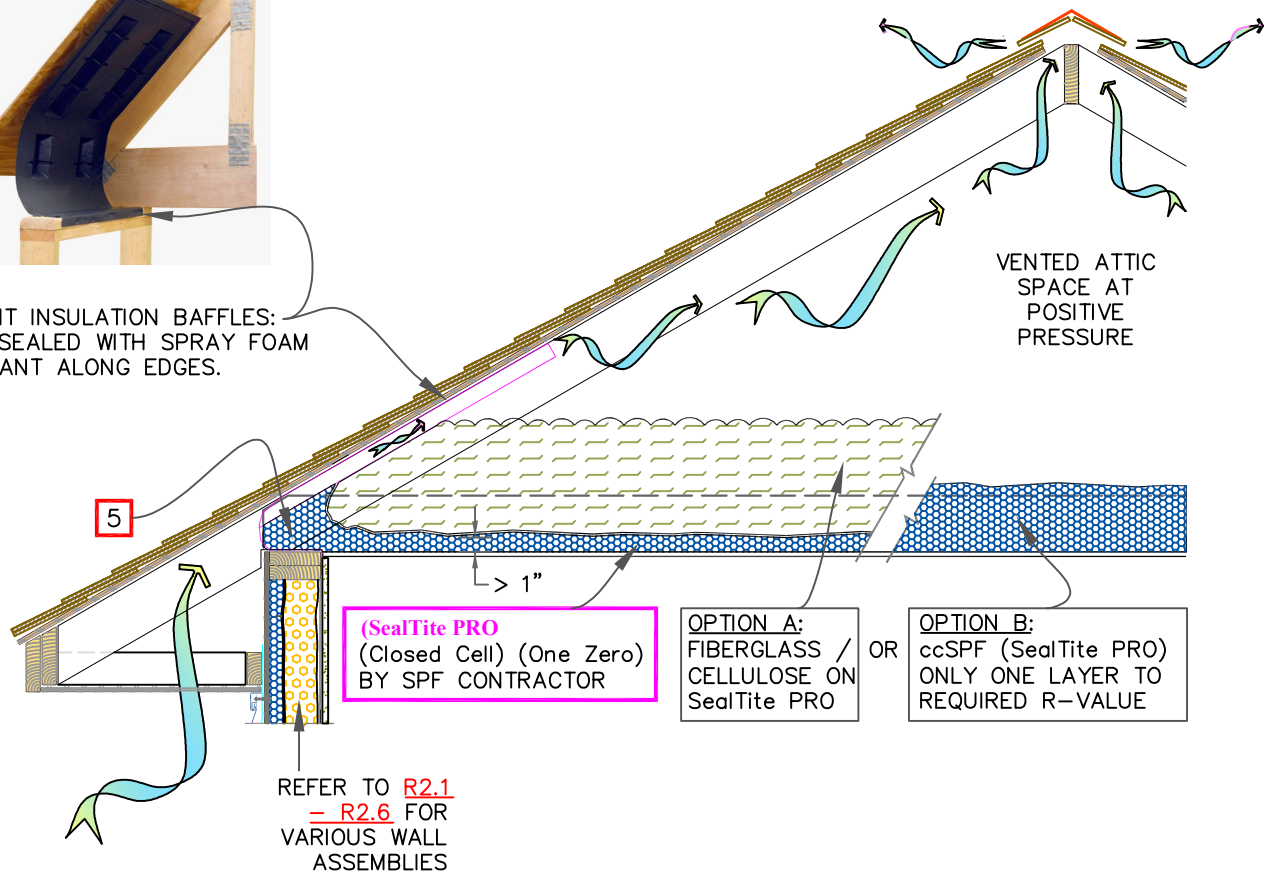 VENTED ATTIC
SPACE AT
POSITIVE
PRESSURE
INSULATION BAFFLES:
SEALED WITH SPRAY FOAM
ALONG EDGES.
5
> 1"
(SealTite PRO
(Closed Cell) (One Zero)
BY SPF CONTRACTOR
OPTION A:
FIBERGLASS /
CELLULOSE ON
SealTite PRO
OR
OPTION B:
ccSPF (SealTite PRO)
ONLY ONE LAYER TO
REQUIRED R-VALUE
REFER TO R2.1
- R2.6 FOR
VARIOUS WALL
ASSEMBLIES